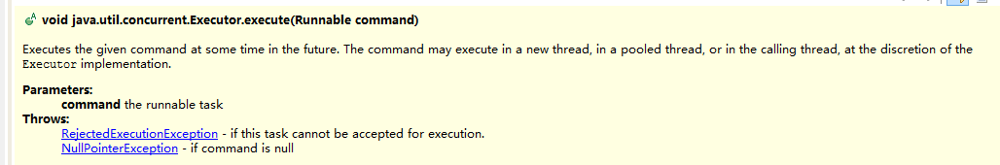 void java.util.concurrent.Executor.execute(Runnable command)
Executes the given command at some time in the future. The command may execute in a new thread, in a pooled thread, or in the calling thread, at the discretion of the
Executor implementation.
Parameters:
command the runnable task
Throws:
RejectedExecutionException - if this task cannot be accepted for execution.
NullPointerException - if command is null